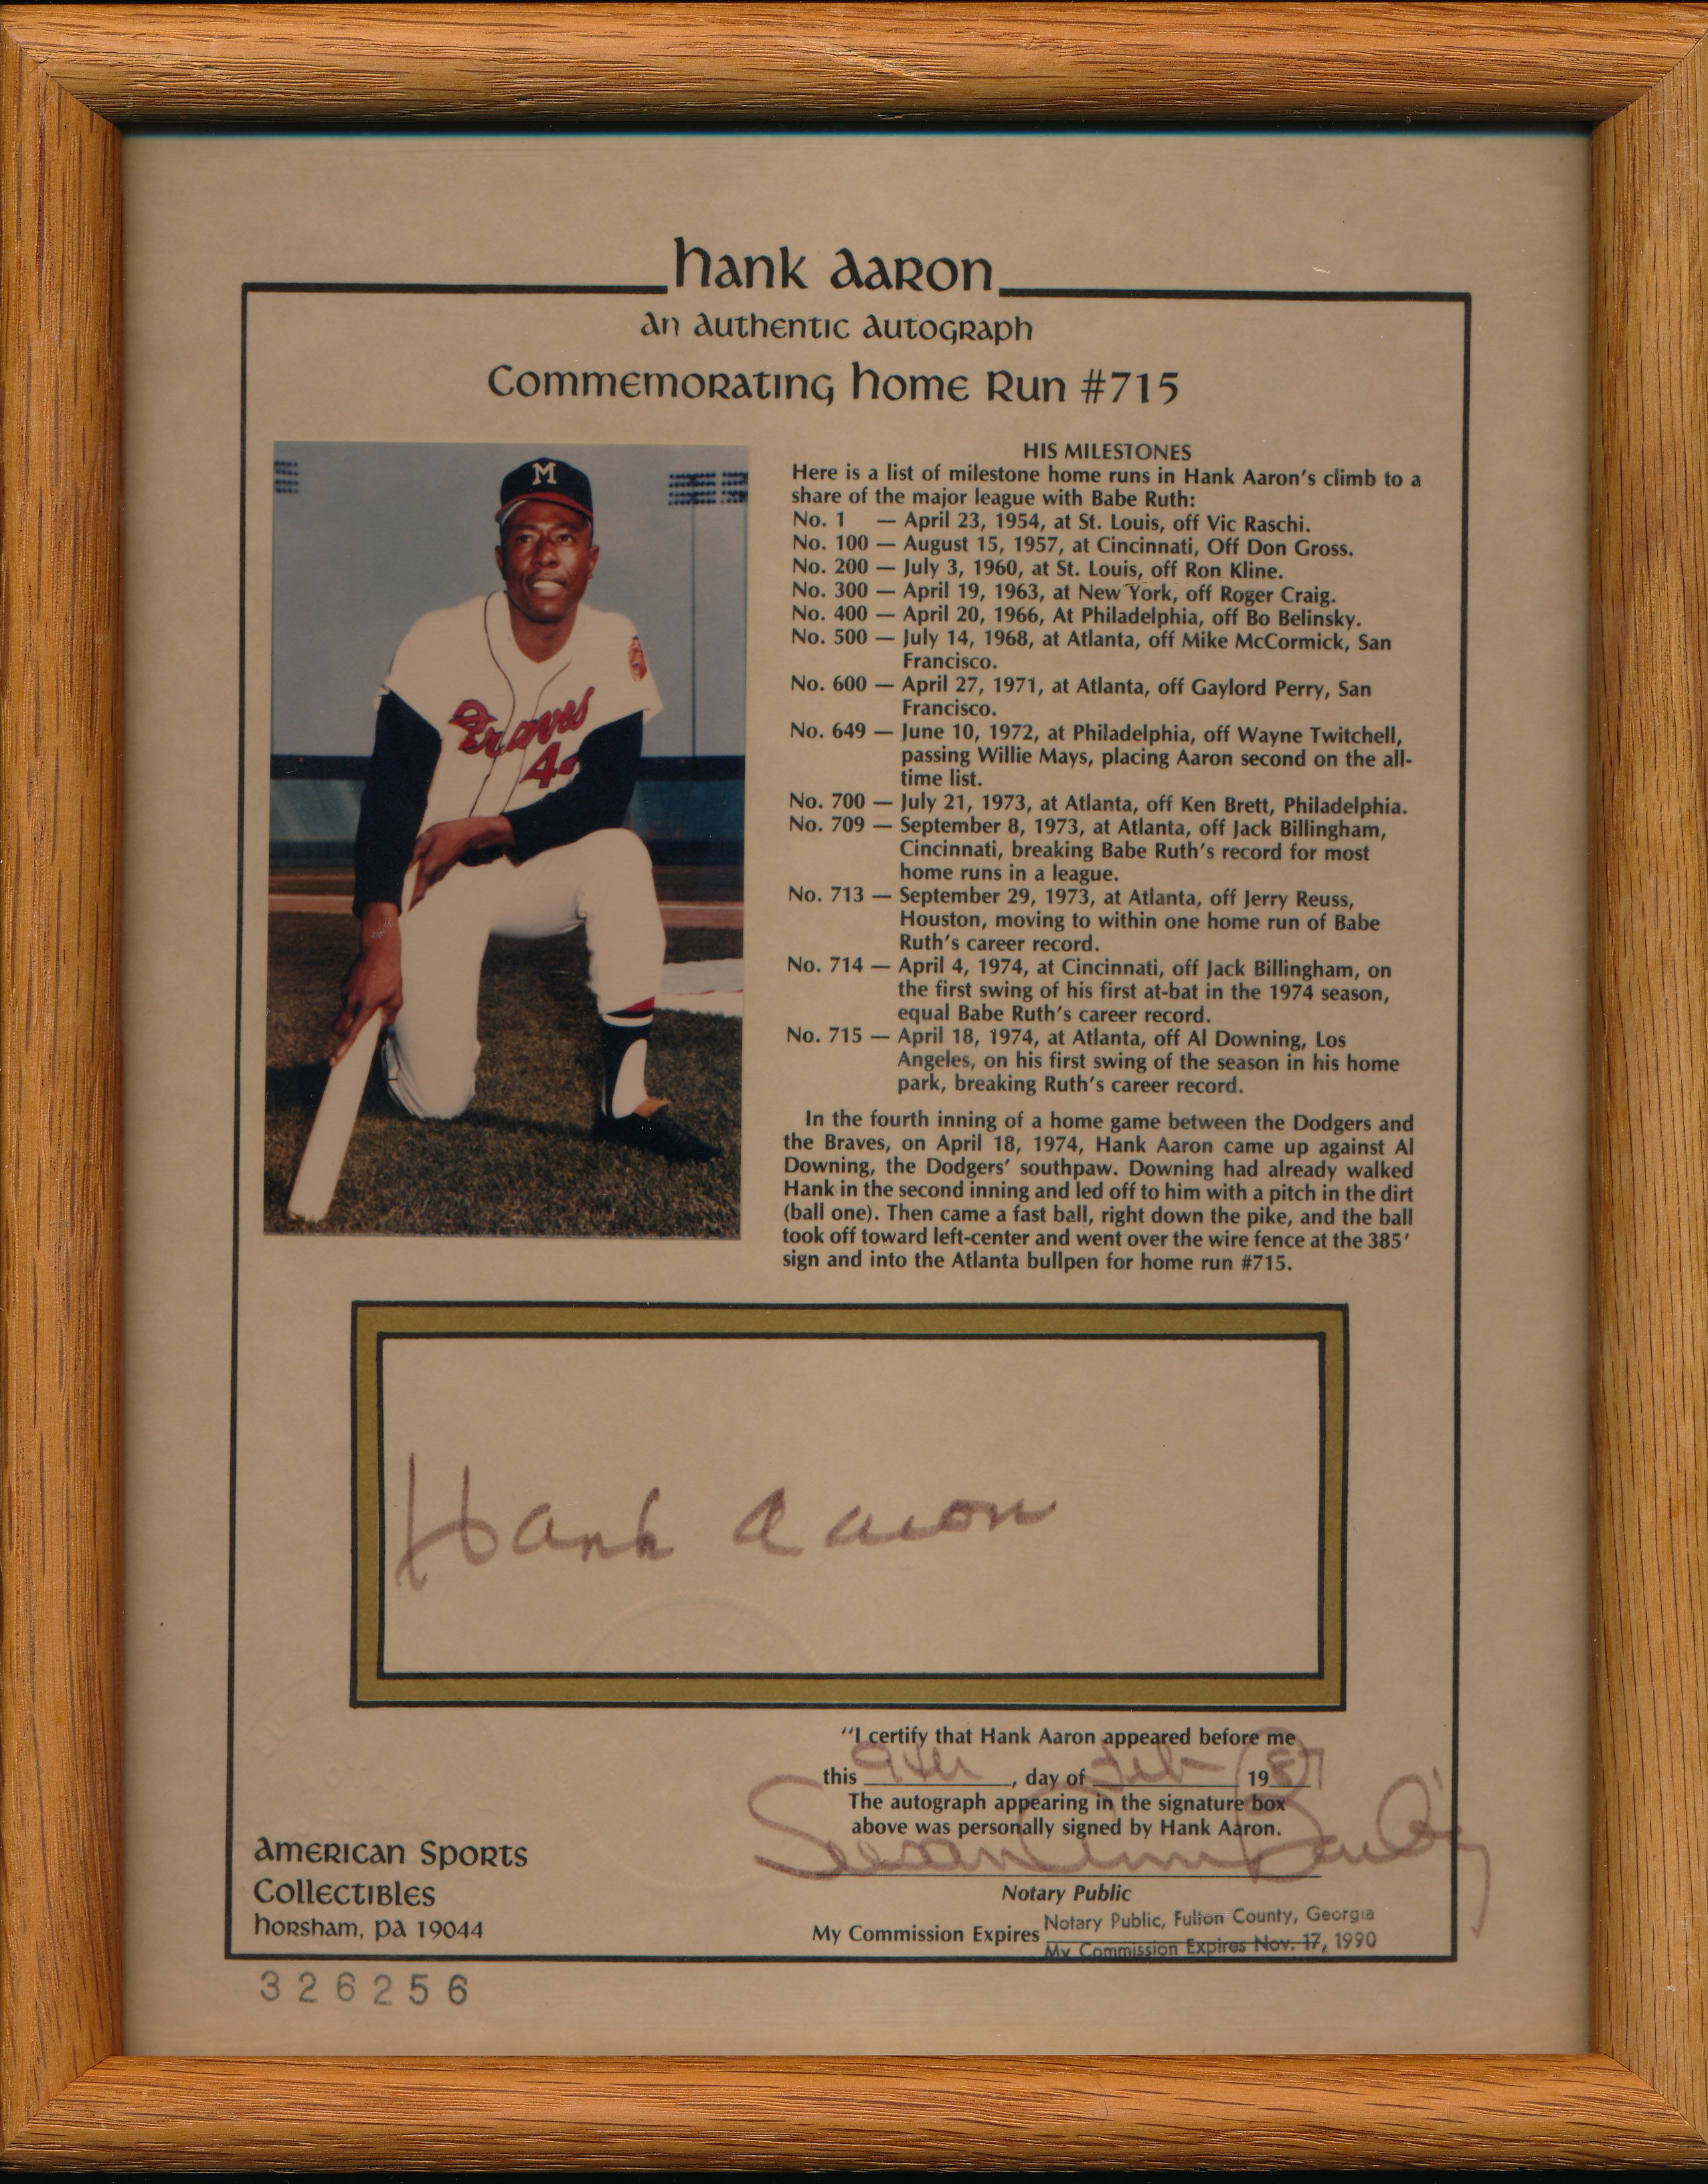 Hank Aaron
an authentic autograph
Commemorating Home Run #715
M
Braves
HIS MILESTONES
Here is a list of milestone home runs in Hank Aaron's climb to a
share of the major league with Babe Ruth:
No. 1 — April 23, 1954, at St. Louis, off Vic Raschi.
No. 100 — August 15, 1957, at Cincinnati, Off Don Gross.
No. 200 — July 3, 1960, at St. Louis, off Ron Kline.
No. 300 — April 19, 1963, at New York, off Roger Craig.
No. 400 — April 20, 1966, At Philadelphia, off Bo Belinsky.
No. 500 — July 14, 1968, at Atlanta, off Mike McCormick, San
Francisco.
No. 600 — April 27, 1971, at Atlanta, off Gaylord Perry, San
Francisco.
No. 649 — June 10, 1972, at Philadelphia, off Wayne Twitchell,
passing Willie Mays, placing Aaron second on the all-
time list.
No. 700 — July 21, 1973, at Atlanta, off Ken Brett, Philadelphia.
No. 709 — September 8, 1973, at Atlanta, off Jack Billingham,
Cincinnati, breaking Babe Ruth's record for most
home runs in a league.
No. 713 — September 29, 1973, at Atlanta, off Jerry Reuss,
Houston, moving to within one home run of Babe
Ruth's career record.
No. 714 — April 4, 1974, at Cincinnati, off Jack Billingham, on
the first swing of his first at-bat in the 1974 season,
equal Babe Ruth's career record.
No. 715 — April 18, 1974, at Atlanta, off Al Downing, Los
Angeles, on his first swing of the season in his home
park, breaking Ruth's career record.
In the fourth inning of a home game between the Dodgers and
the Braves, on April 18, 1974, Hank Aaron came up against Al
Downing, the Dodgers' southpaw. Downing had already walked
Hank in the second inning and led off to him with a pitch in the dirt
(ball one). Then came a fast ball, right down the pike, and the ball
took off toward left-center and went over the wire fence at the 385'
sign and into the Atlanta bullpen for home run #715.
Hank Aaron
"I certify that Hank Aaron appeared before me
this 9th, day of Feb 1987
The autograph appearing in the signature box
above was personally signed by Hank Aaron.
Notary Public
My Commission Expires Notary Public, Fulton County, Georgia
My Commission Expires Nov. 17, 1990
American Sports
Collectibles
Horsham, PA 19044
326256